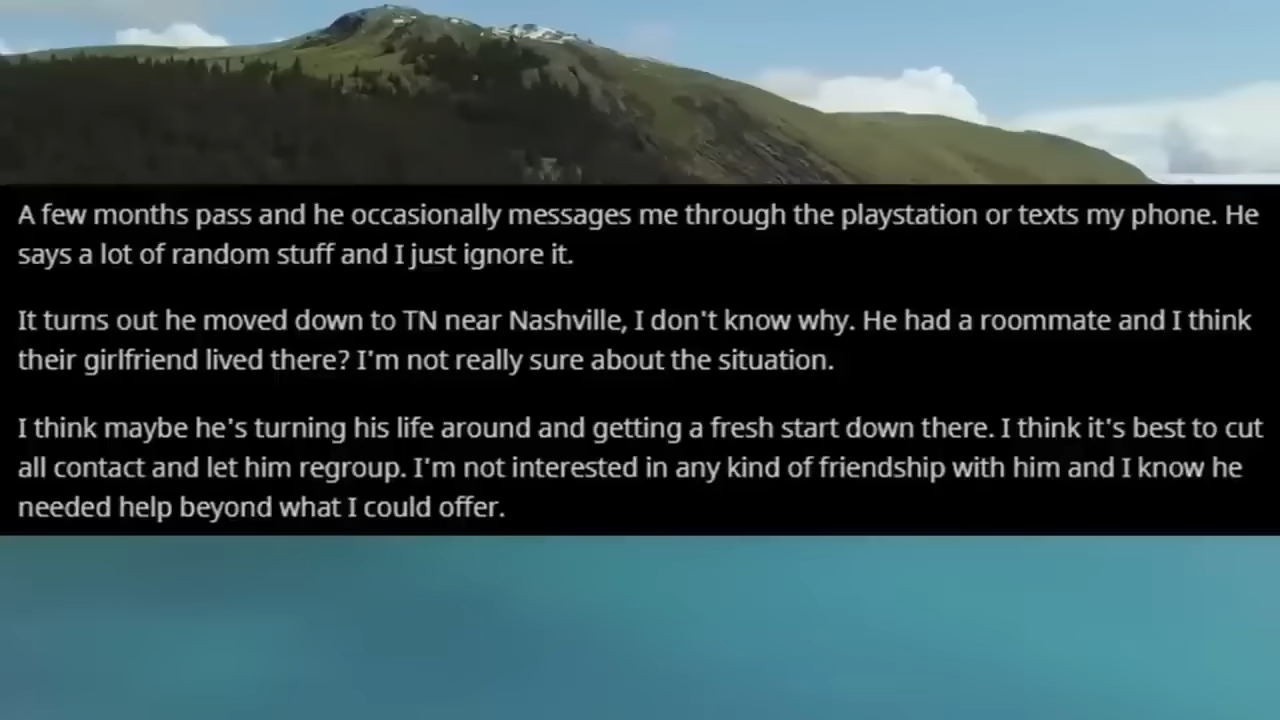 A few months pass and he occasionally messages me through the playstation or texts my phone. He
says a lot of random stuff and I just ignore it.
It turns out he moved down to TN near Nashville, I don't know why. He had a roommate and I think
their girlfriend lived there? I'm not really sure about the situation.
I think maybe he's turning his life around and getting a fresh start down there. I think it's best to cut
all contact and let him regroup. I'm not interested in any kind of friendship with him and I know he
needed help beyond what I could offer.